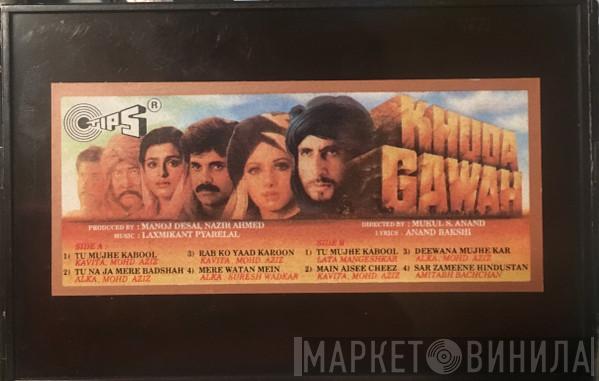 TIPS ®
KHUDA
GAWAH
PRODUCED BY : MANOJ DESAI, NAZIR AHMED
MUSIC : LAXMIKANT PYARELAL
DIRECTED BY : MUKUL S. ANAND
LYRICS : ANAND BAKSHI
SIDE A :
1) TU MUJHE KABOOL
KAVITA, MOHD. AZIZ
2) TU NA JA MERE BADSHAH
ALKA, MOHD. AZIZ
3) RAB KO YAAD KAROON
KAVITA, MOHD. AZIZ
4) MERE WATAN MEIN
ALKA, SURESH WADKAR
SIDE B
1) TU MUJHE KABOOL
LATA MANGESHKAR
2) MAIN AISEE CHEEZ
KAVITA, MOHD. AZIZ
3) DEEWANA MUJHE KAR
ALKA, MOHD. AZIZ
4) SAR ZAMEENE HINDUSTAN
AMITABH BACHCHAN
МАРКЕТ ВИНИЛА